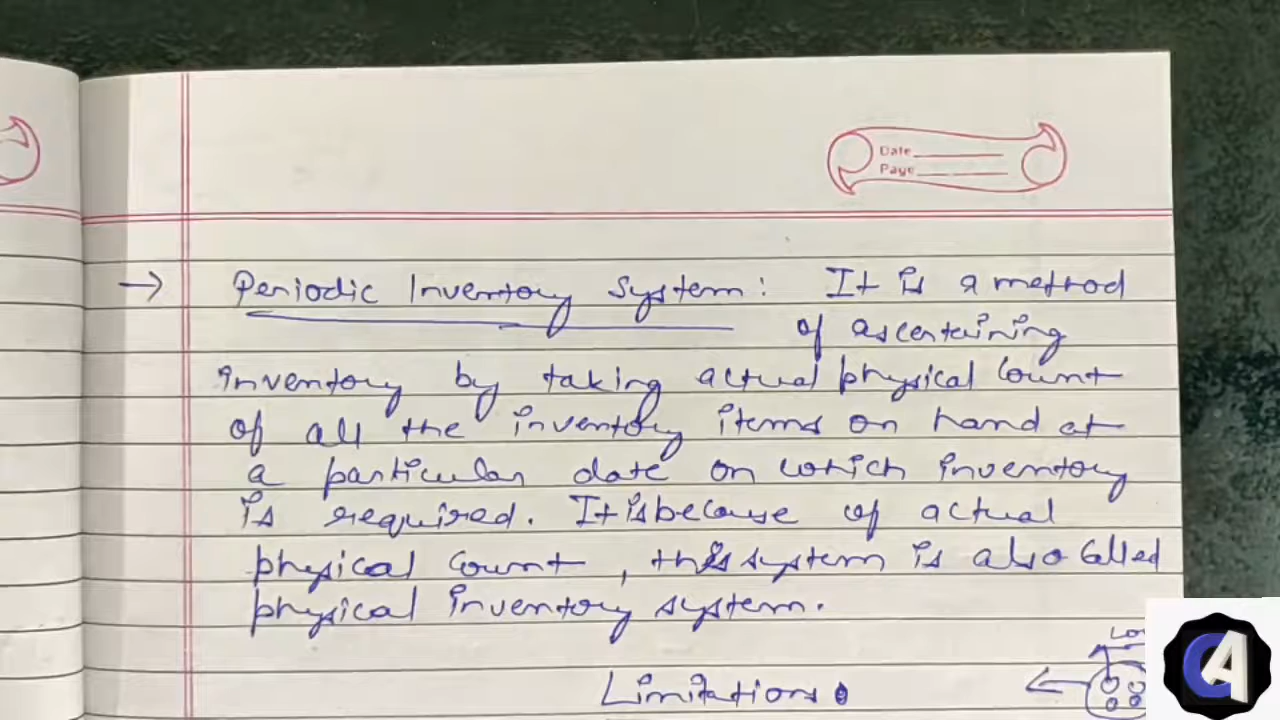 Date
Page
→ Periodic Inventory System: It is a method
of ascertaining
inventory by taking actual physical count
of all the inventory items on hand at
a particular date on which inventory
is required. It is because of actual
physical count, this system is also called
physical inventory system.
Limitations
CA